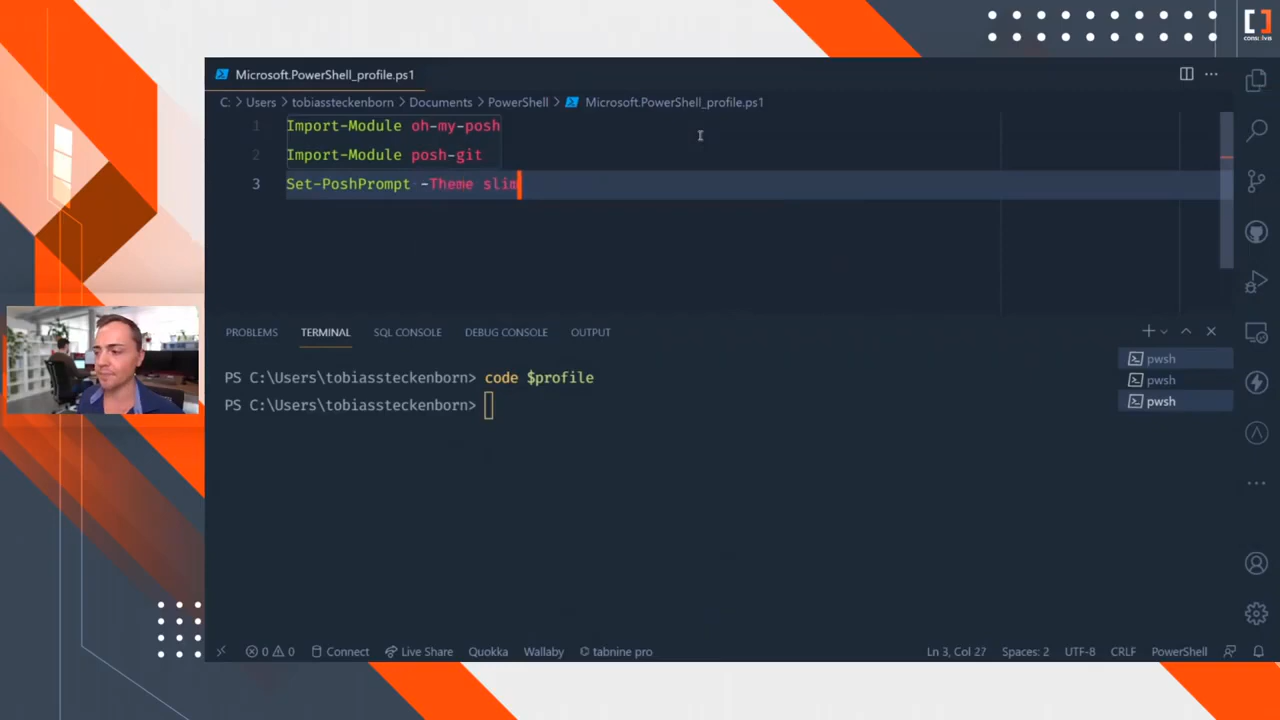 Microsoft.PowerShell_profile.ps1
C: > Users > tobiassteckenborn > Documents > PowerShell > Microsoft.PowerShell_profile.ps1
1 Import-Module oh-my-posh
2 Import-Module posh-git
3 Set-PoshPrompt -Theme slim
PROBLEMS TERMINAL SQL CONSOLE DEBUG CONSOLE OUTPUT
PS C:\Users\tobiassteckenborn> code $profile
PS C:\Users\tobiassteckenborn>
pwsh
pwsh
pwsh
0 0 Connect Live Share Quokka Wallaby tabnine pro Ln 3, Col 27 Spaces: 2 UTF-8 CRLF PowerShell